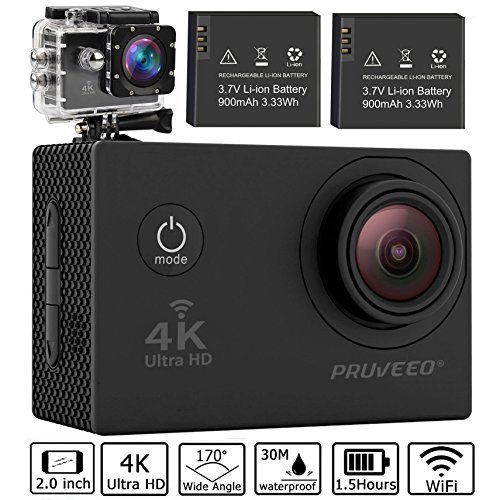 4K
Ultra HD
Li-ion
RECHARGEABLE LI-ION BATTERY
3.7V Li-ion Battery
900mAh 3.33Wh
Li-ion
RECHARGEABLE LI-ION BATTERY
3.7V Li-ion Battery
900mAh 3.33Wh
mode
4K
Ultra HD
PRUVEEO®
2.0 inch
4K
Ultra HD
170°
Wide Angle
30M
waterproof
1.5Hours
WiFi